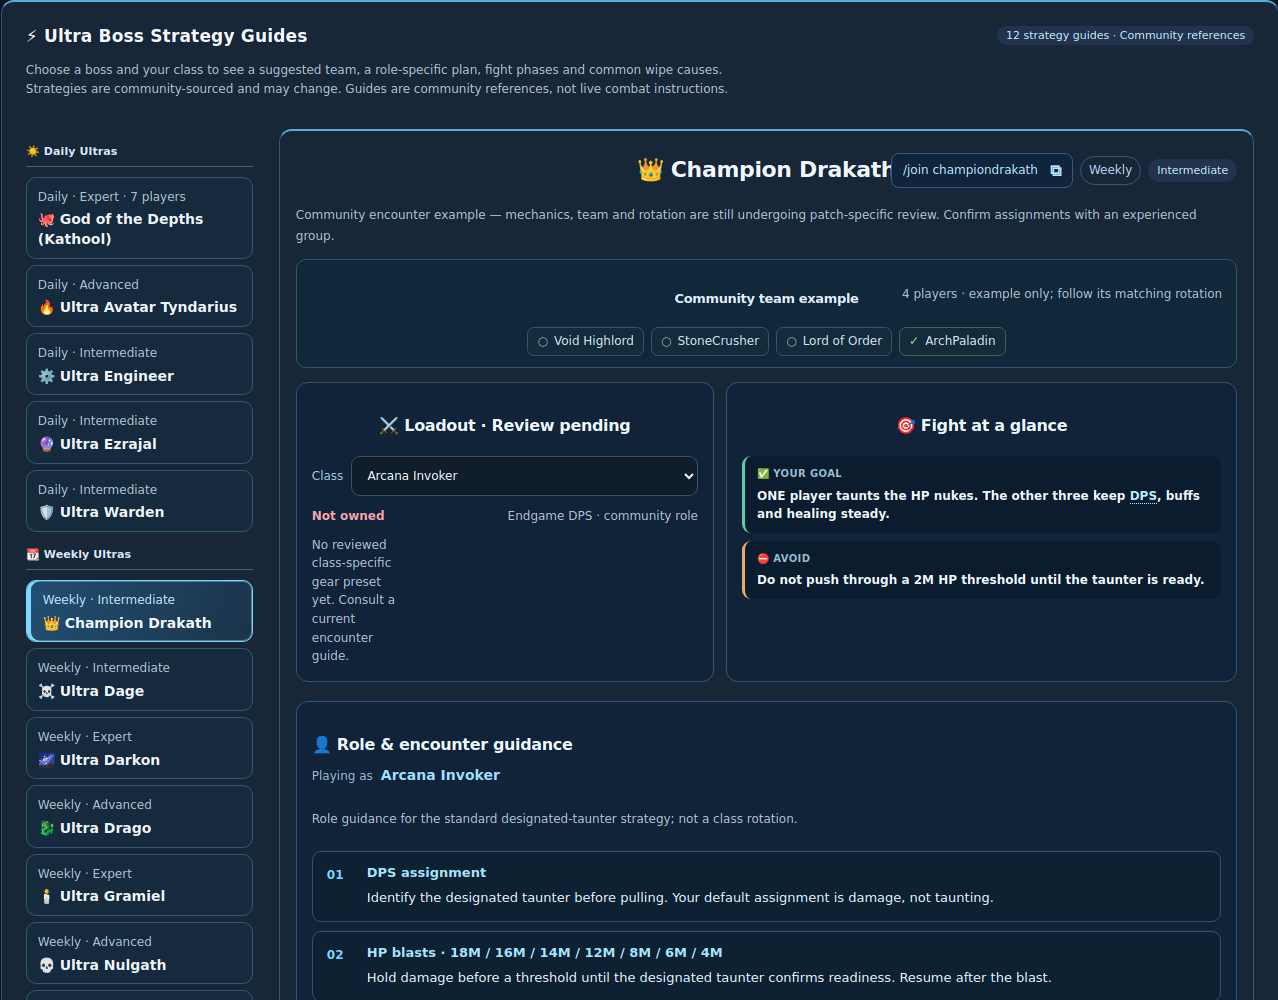 ⚡ Ultra Boss Strategy Guides
12 strategy guides · Community references
Choose a boss and your class to see a suggested team, a role-specific plan, fight phases and common wipe causes.
Strategies are community-sourced and may change. Guides are community references, not live combat instructions.
☀️ Daily Ultras
Daily · Expert · 7 players
🐙 God of the Depths
(Kathool)
Daily · Advanced
🔥 Ultra Avatar Tyndarius
Daily · Intermediate
⚙️ Ultra Engineer
Daily · Intermediate
🔮 Ultra Ezrajal
Daily · Intermediate
🛡️ Ultra Warden
📆 Weekly Ultras
Weekly · Intermediate
👑 Champion Drakath
Weekly · Intermediate
☠️ Ultra Dage
Weekly · Expert
🌌 Ultra Darkon
Weekly · Advanced
🐉 Ultra Drago
Weekly · Expert
🕯️ Ultra Gramiel
Weekly · Advanced
💀 Ultra Nulgath
👑 Champion Drakath
/join championdrakath ⧉
Weekly
Intermediate
Community encounter example — mechanics, team and rotation are still undergoing patch-specific review. Confirm assignments with an experienced
group.
Community team example
4 players · example only; follow its matching rotation
○ Void Highlord
○ StoneCrusher
○ Lord of Order
✓ ArchPaladin
⚔️ Loadout · Review pending
Class
Arcana Invoker
Not owned
Endgame DPS · community role
No reviewed
class-specific
gear preset
yet. Consult a
current
encounter
guide.
🎯 Fight at a glance
✅ YOUR GOAL
ONE player taunts the HP nukes. The other three keep DPS, buffs
and healing steady.
⛔ AVOID
Do not push through a 2M HP threshold until the taunter is ready.
👤 Role & encounter guidance
Playing as Arcana Invoker
Role guidance for the standard designated-taunter strategy; not a class rotation.
01
DPS assignment
Identify the designated taunter before pulling. Your default assignment is damage, not taunting.
02
HP blasts · 18M / 16M / 14M / 12M / 8M / 6M / 4M
Hold damage before a threshold until the designated taunter confirms readiness. Resume after the blast.